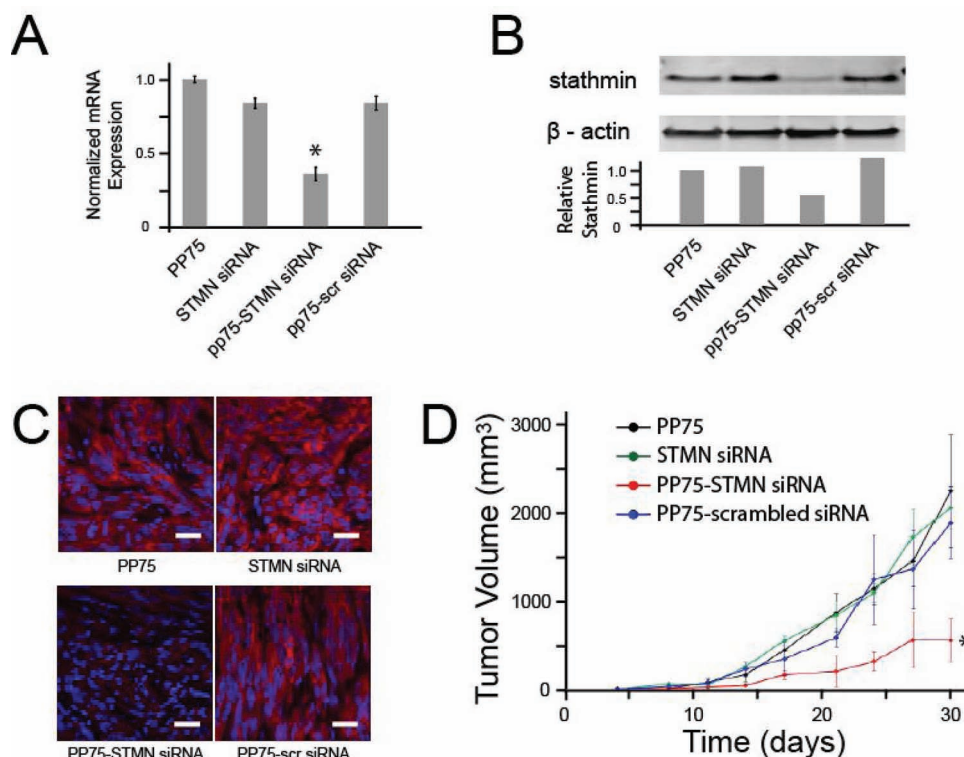 A
Normalized mRNA
Expression
1.0
0.5
0
*
PP75
STMN siRNA
pp75-STMN siRNA
pp75-scr siRNA
B
stathmin
β - actin
Relative
Stathmin
1.0
0.5
0
PP75
STMN siRNA
pp75-STMN siRNA
pp75-scr siRNA
C
PP75
STMN siRNA
PP75-STMN siRNA
PP75-scr siRNA
D
Tumor Volume (mm³)
3000
2000
1000
0
PP75
STMN siRNA
PP75-STMN siRNA
PP75-scrambled siRNA
*
0
10
20
30
Time (days)